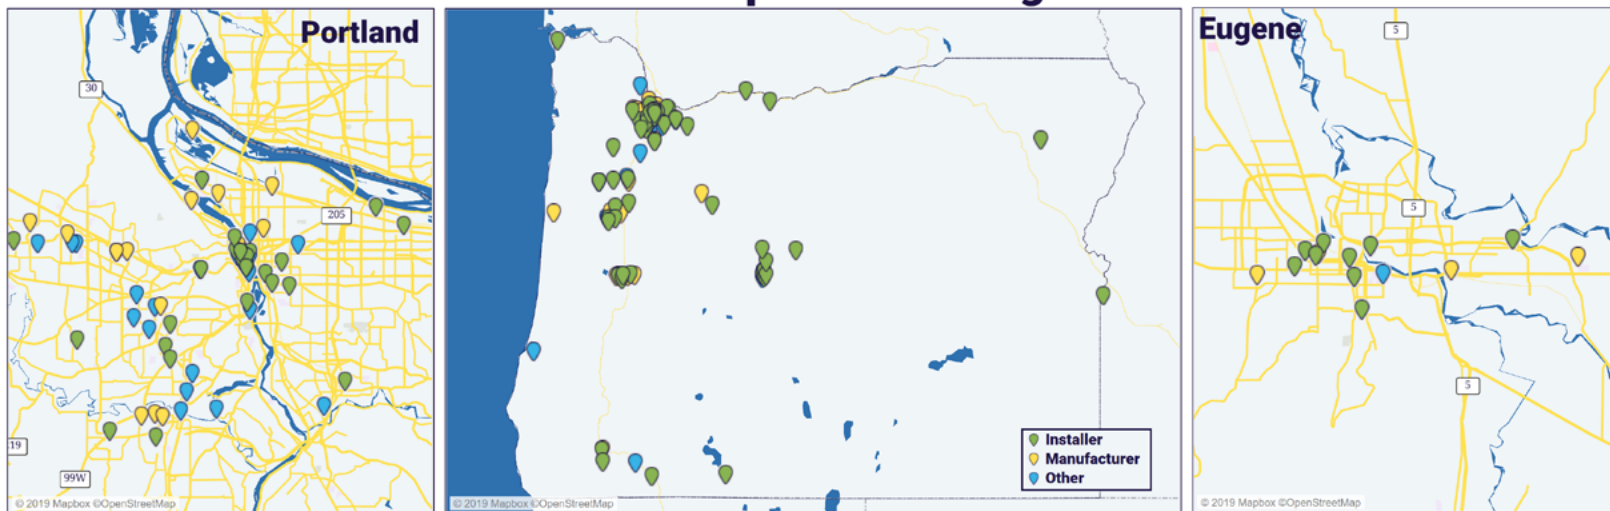 Portland
30
205
19
99W
© 2019 Mapbox ©OpenStreetMap
Installer
Manufacturer
Other
© 2019 Mapbox ©OpenStreetMap
Eugene
5
5
5
© 2019 Mapbox ©OpenStreetMap